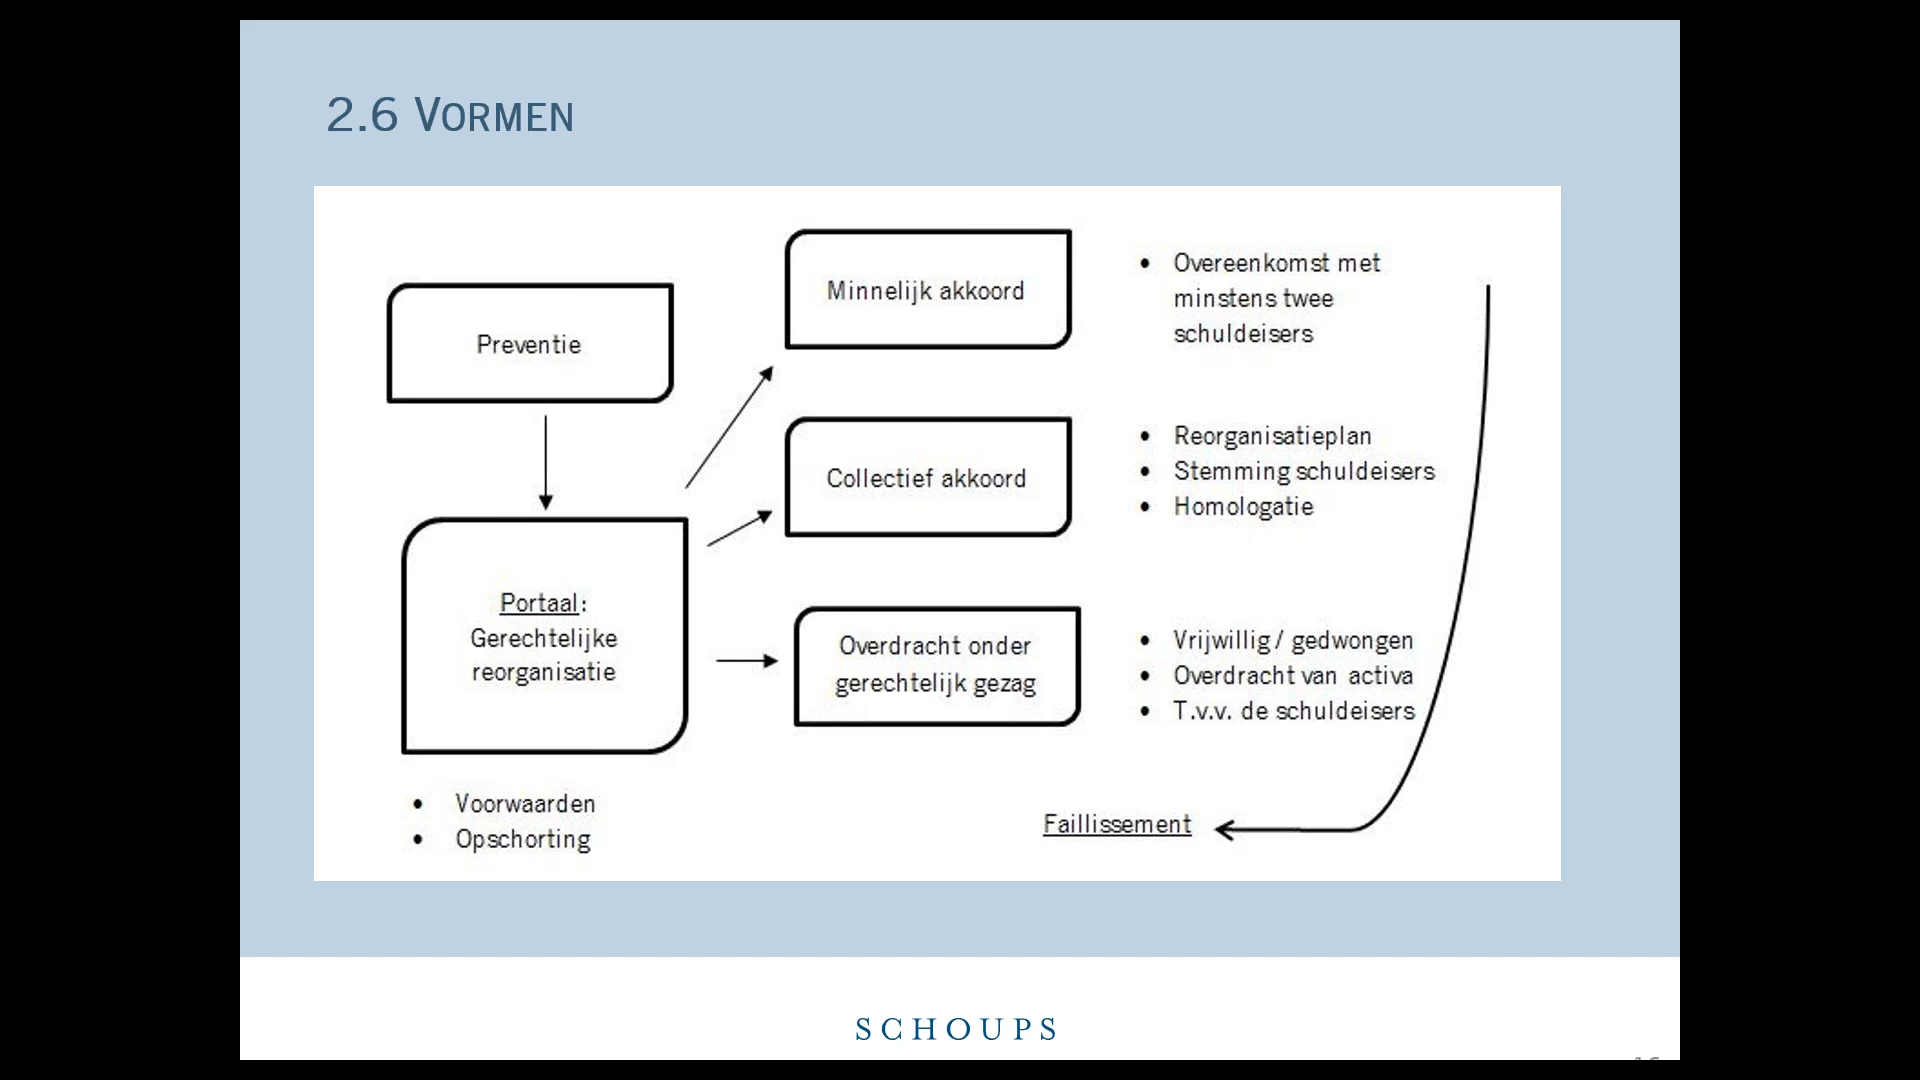 2.6 VORMEN
Preventie
Portaal:
Gerechtelijke
reorganisatie
• Voorwaarden
• Opschorting
Minnelijk akkoord
• Overeenkomst met
minstens twee
schuldeisers
Collectief akkoord
• Reorganisatieplan
• Stemming schuldeisers
• Homologatie
Overdracht onder
gerechtelijk gezag
• Vrijwillig / gedwongen
• Overdracht van activa
• T.v.v. de schuldeisers
Faillissement
SCHOUPS